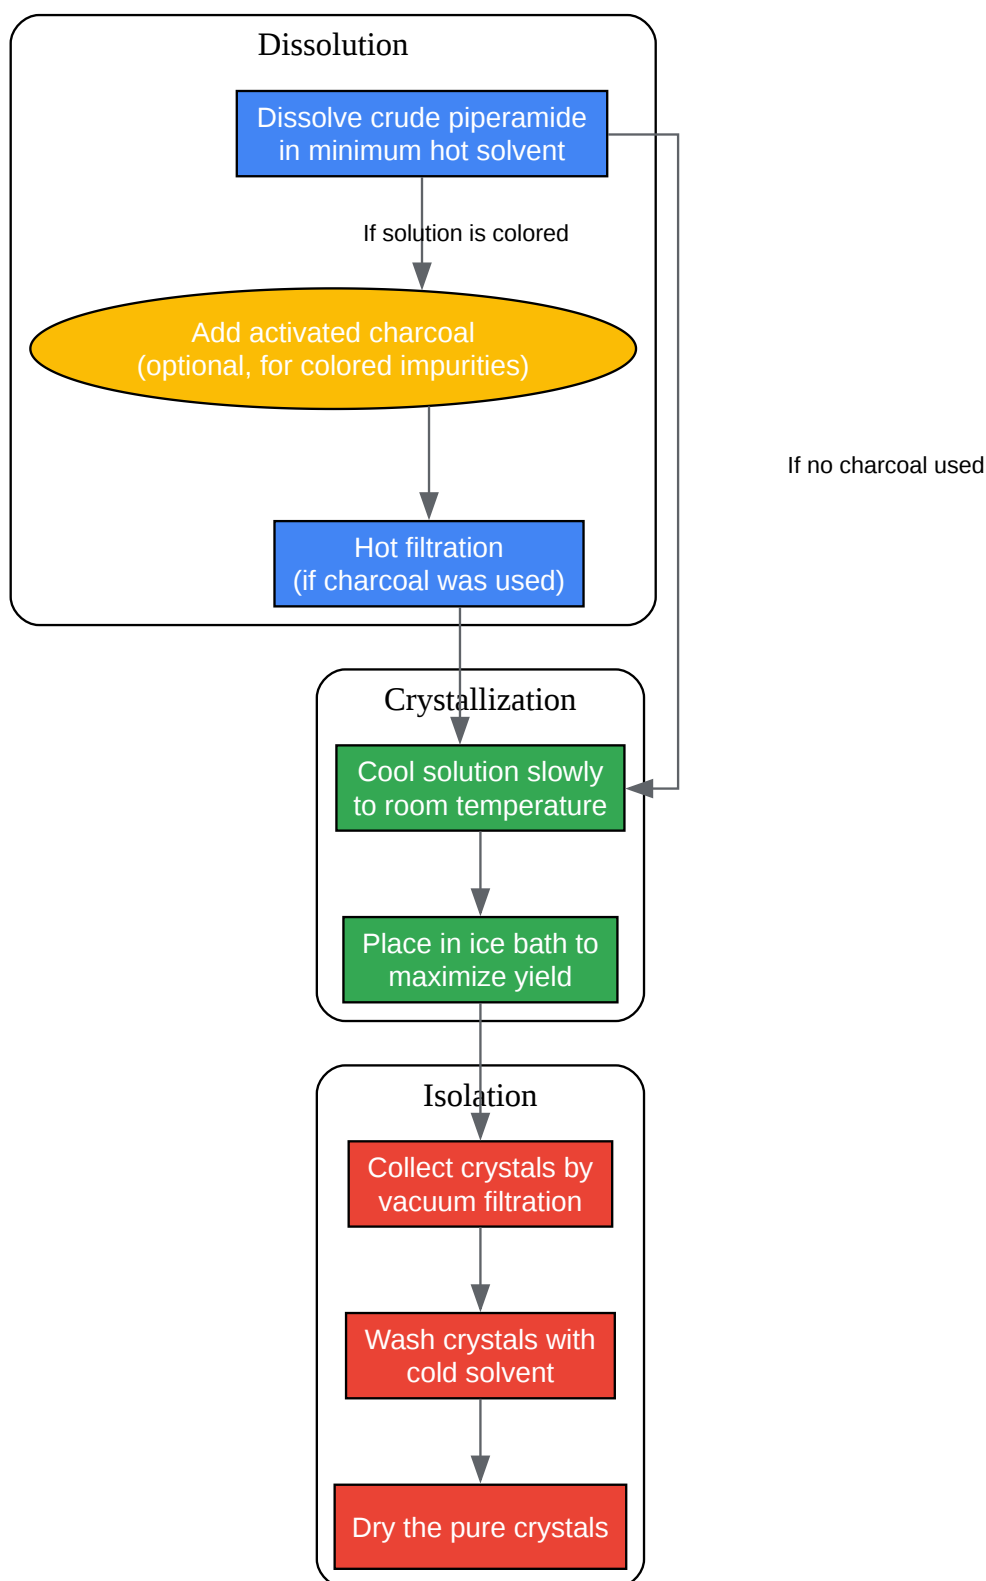 Dissolution
Dissolve crude piperamide
in minimum hot solvent
If solution is colored
Add activated charcoal
(optional, for colored impurities)
If no charcoal used
Hot filtration
(if charcoal was used)
Crystallization
Cool solution slowly
to room temperature
Place in ice bath to
maximize yield
Isolation
Collect crystals by
vacuum filtration
Wash crystals with
cold solvent
Dry the pure crystals